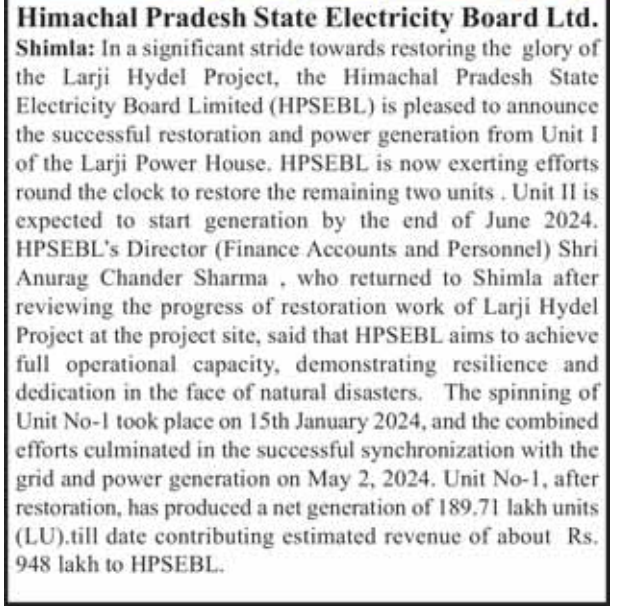 Himachal Pradesh State Electricity Board Ltd.
Shimla: In a significant stride towards restoring the glory of
the Larji Hydel Project, the Himachal Pradesh State
Electricity Board Limited (HPSEBL) is pleased to announce
the successful restoration and power generation from Unit I
of the Larji Power House. HPSEBL is now exerting efforts
round the clock to restore the remaining two units . Unit II is
expected to start generation by the end of June 2024.
HPSEBL's Director (Finance Accounts and Personnel) Shri
Anurag Chander Sharma , who returned to Shimla after
reviewing the progress of restoration work of Larji Hydel
Project at the project site, said that HPSEBL aims to achieve
full operational capacity, demonstrating resilience and
dedication in the face of natural disasters. The spinning of
Unit No-1 took place on 15th January 2024, and the combined
efforts culminated in the successful synchronization with the
grid and power generation on May 2, 2024. Unit No-1, after
restoration, has produced a net generation of 189.71 lakh units
(LU).till date contributing estimated revenue of about Rs.
948 lakh to HPSEBL.